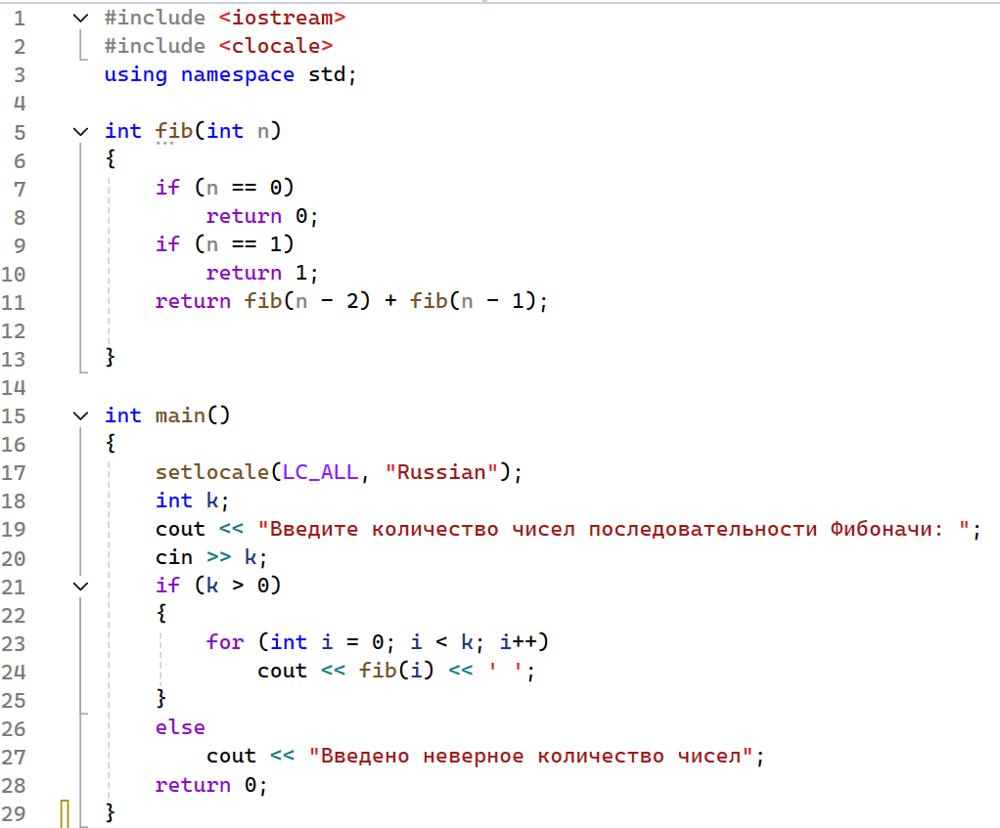 1 #include <iostream>
2 #include <clocale>
3 using namespace std;
4
5 int fib(int n)
6 {
7     if (n == 0)
8         return 0;
9     if (n == 1)
10         return 1;
11     return fib(n - 2) + fib(n - 1);
12
13 }
14
15 int main()
16 {
17     setlocale(LC_ALL, "Russian");
18     int k;
19     cout << "Введите количество чисел последовательности Фибоначи: ";
20     cin >> k;
21     if (k > 0)
22     {
23         for (int i = 0; i < k; i++)
24             cout << fib(i) << ' ';
25     }
26     else
27         cout << "Введено неверное количество чисел";
28     return 0;
29 }